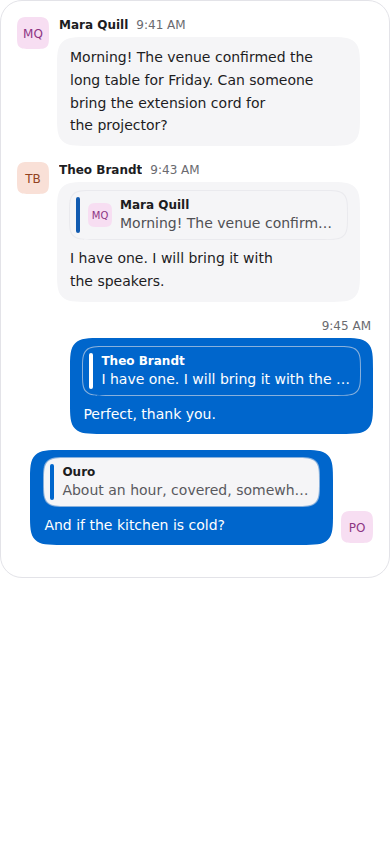 MQ
Mara Quill 9:41 AM
Morning! The venue confirmed the
long table for Friday. Can someone
bring the extension cord for
the projector?
TB
Theo Brandt 9:43 AM
MQ
Mara Quill
Morning! The venue confirm…
I have one. I will bring it with
the speakers.
9:45 AM
Theo Brandt
I have one. I will bring it with the …
Perfect, thank you.
Ouro
About an hour, covered, somewh…
And if the kitchen is cold?
PO